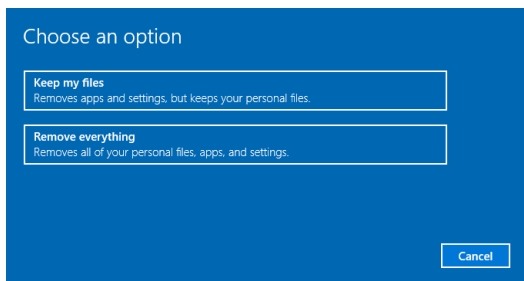 Choose an option
Keep my files
Removes apps and settings, but keeps your personal files.
Remove everything
Removes all of your personal files, apps, and settings.
Cancel